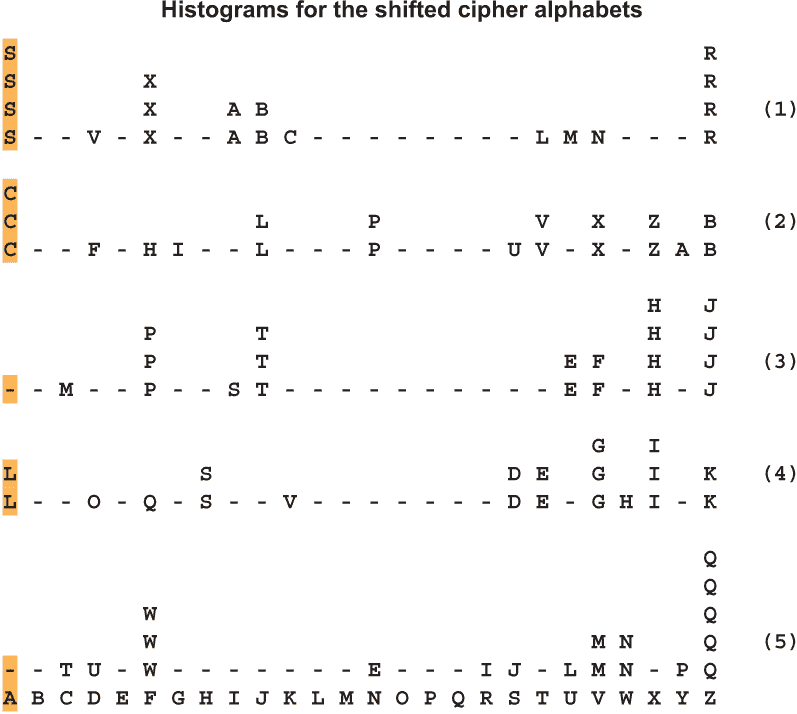 Histograms for the shifted cipher alphabets
S R
S X R
S X A B R (1)
S - - V - X - - A B C - - - - - - - - L M N - - - R
C
C L P V X Z B (2)
C - - F - H I - - L - - - P - - - - U V - X - Z A B
H J
P T H J
P T E F H J (3)
- - M - - P - - S T - - - - - - - - - - E F - H - J
G I
L S D E G I K (4)
L - - O - Q - S - - V - - - - - - - D E - G H I - K
Q
Q
W Q
W M N Q (5)
- - T U - W - - - - - - - E - - - I J - L M N - P Q
A B C D E F G H I J K L M N O P Q R S T U V W X Y Z